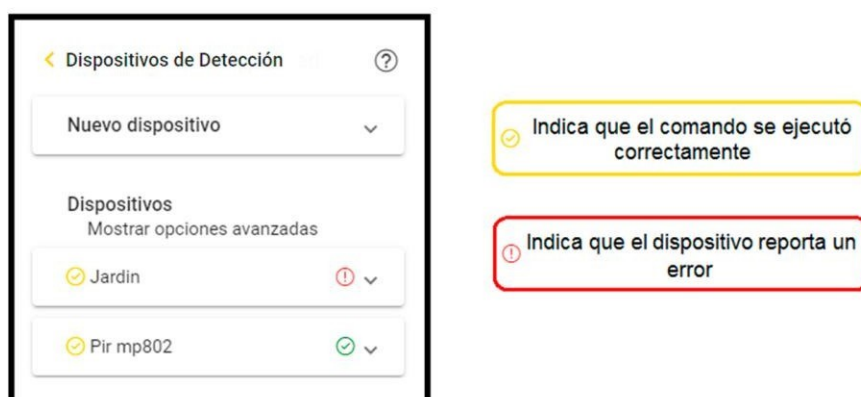 Dispositivos de Detección
Nuevo dispositivo
Dispositivos
Mostrar opciones avanzadas
Jardin
Pir mp802
Indica que el comando se ejecutó
correctamente
Indica que el dispositivo reporta un
error